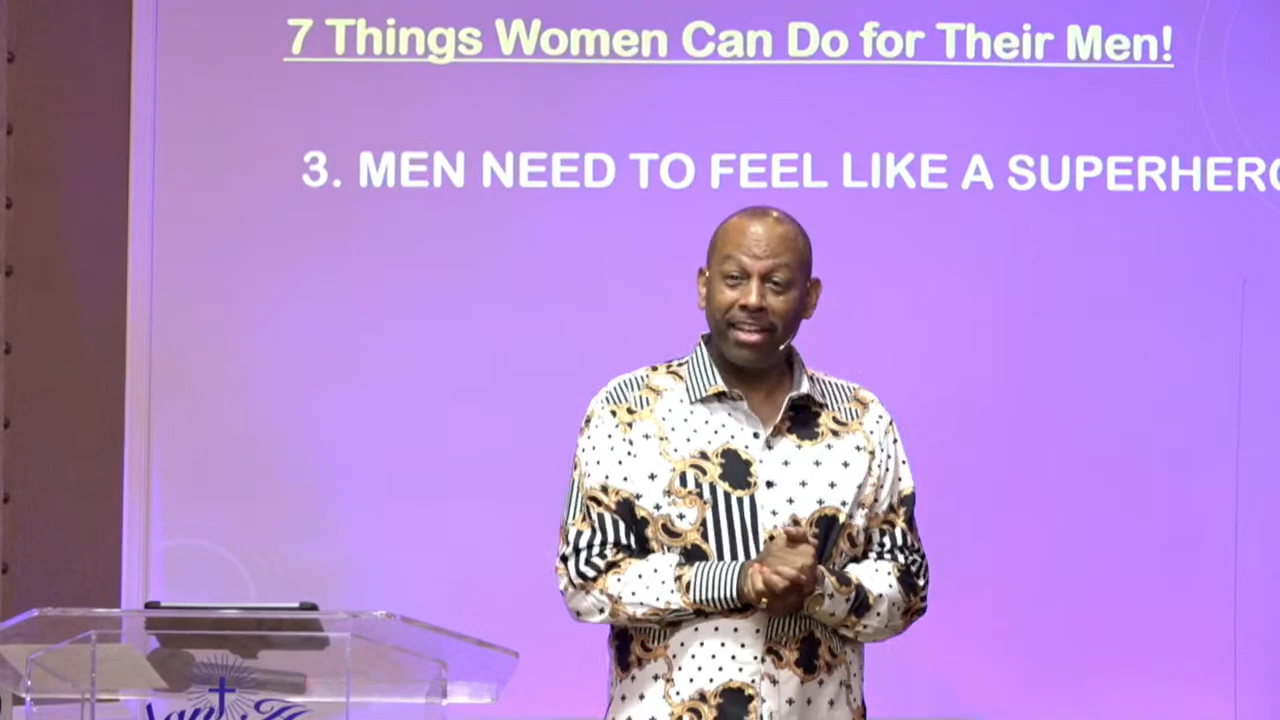 7 Things Women Can Do for Their Men!
3. MEN NEED TO FEEL LIKE A SUPERHERO